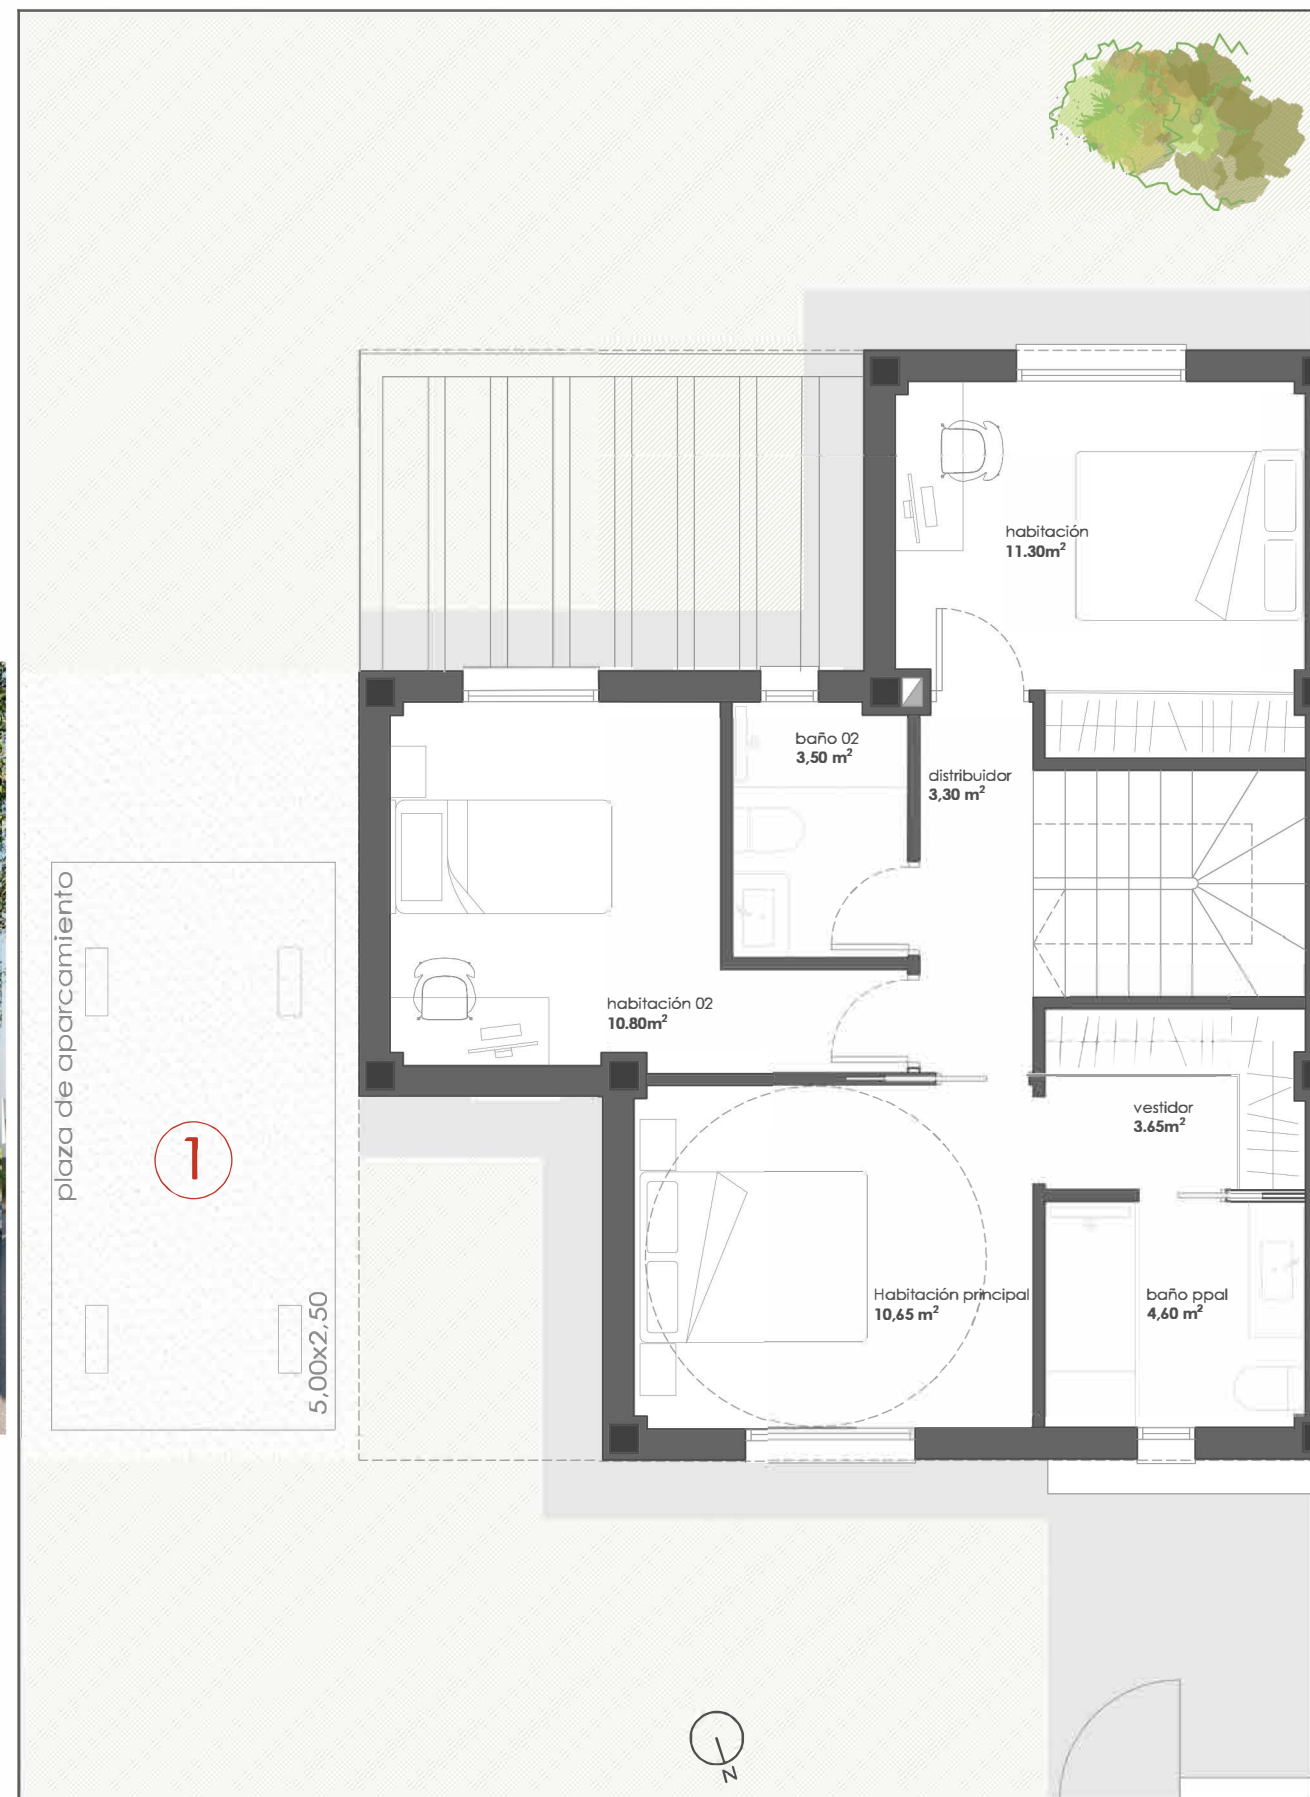 habitación
11.30m²
baño 02
3,50 m²
distribuidor
3,30 m²
habitación 02
10.80m²
vestidor
3.65m²
Habitación principal
10,65 m²
baño ppal
4,60 m²
plaza de aparcamiento
1
5,00x2,50
N